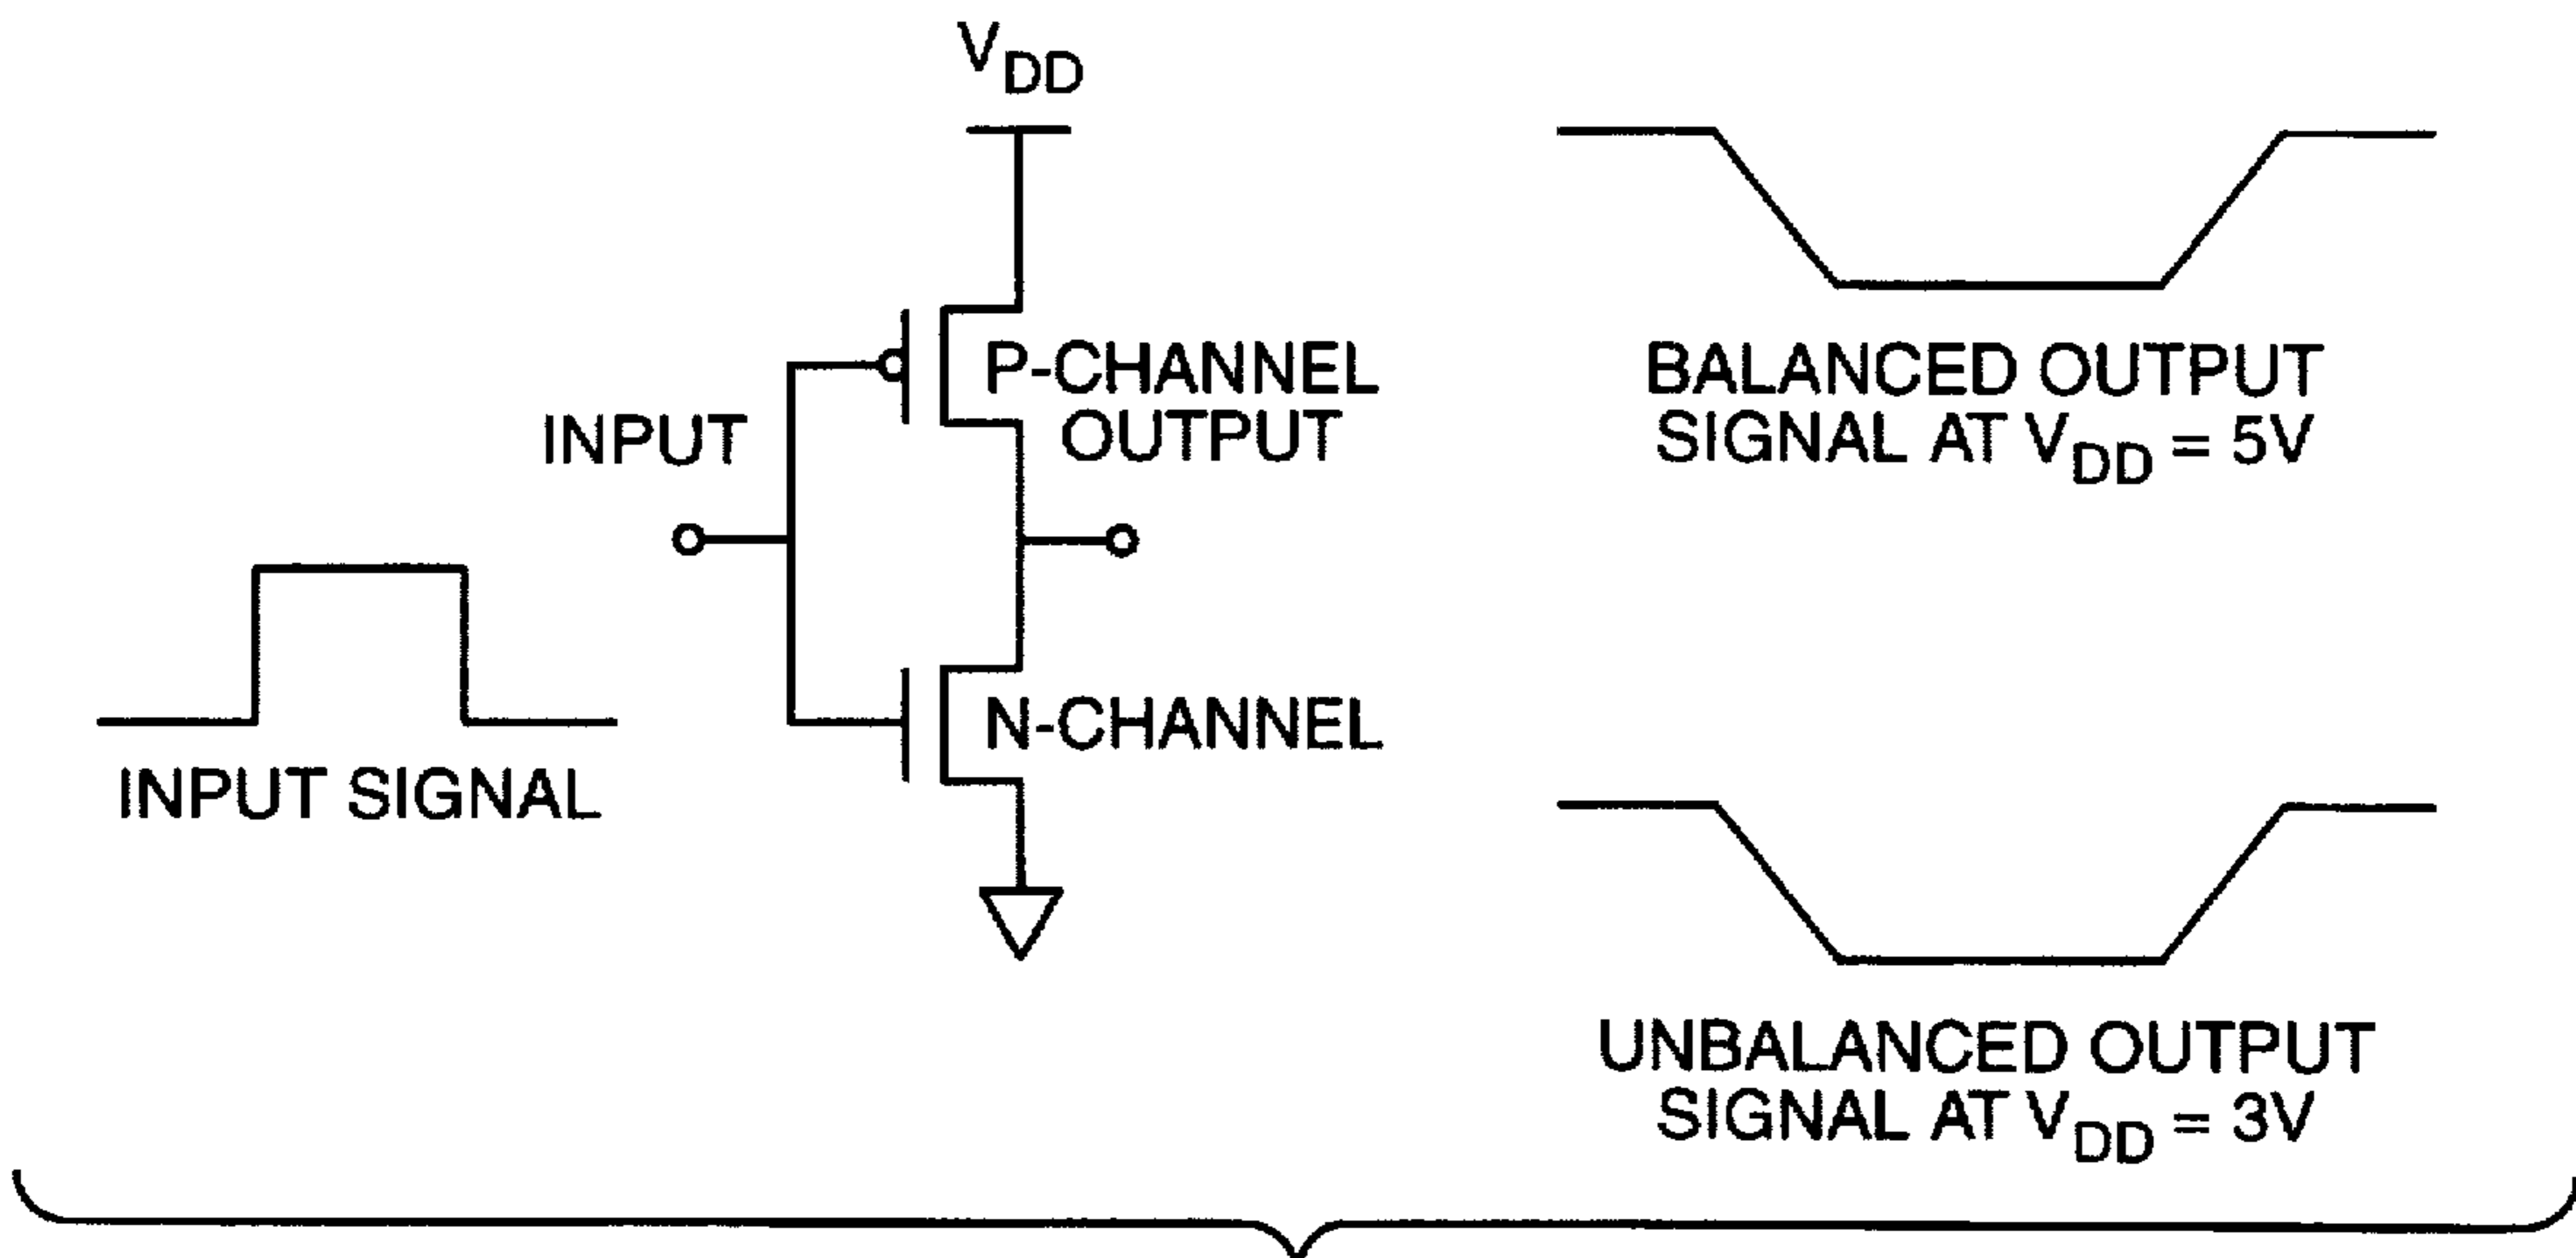 VDD
P-CHANNEL
OUTPUT
INPUT
N-CHANNEL
INPUT SIGNAL
BALANCED OUTPUT
SIGNAL AT VDD = 5V
UNBALANCED OUTPUT
SIGNAL AT VDD = 3V